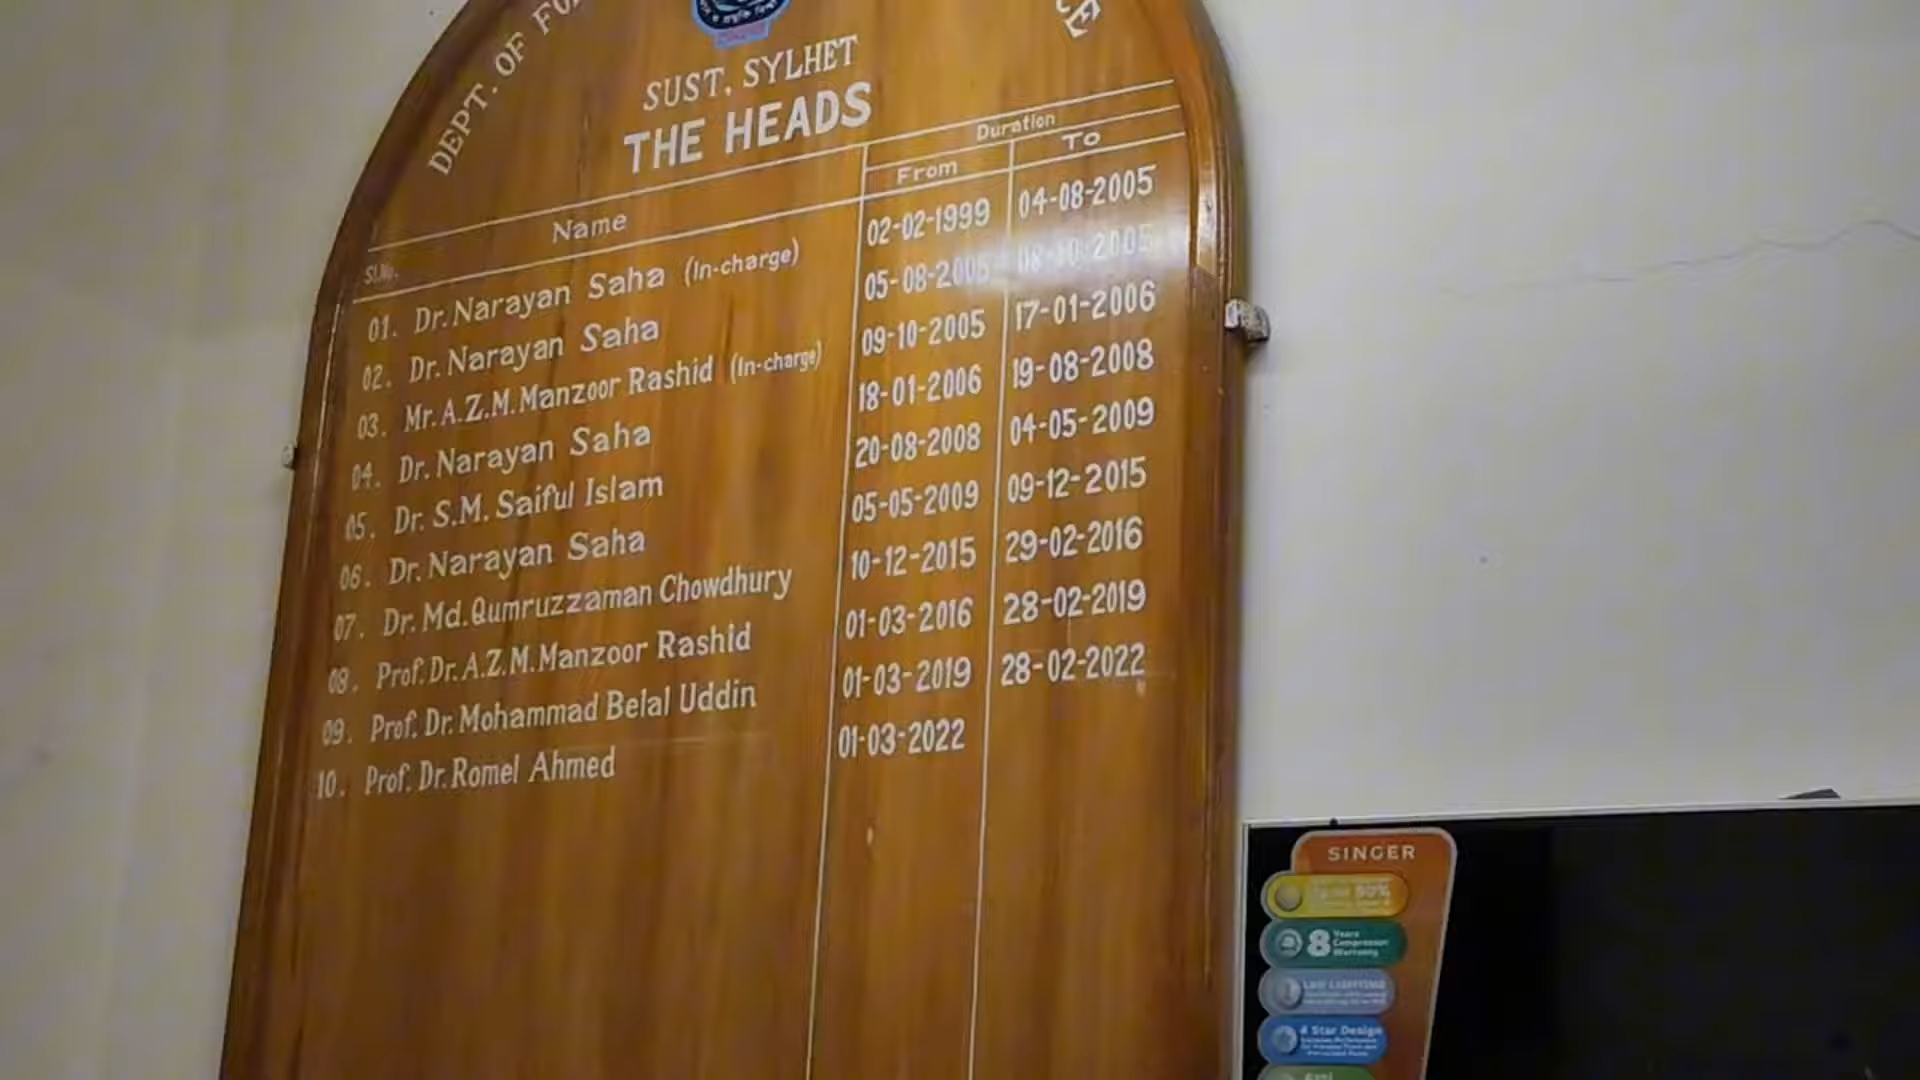 DEPT. OF FO
CE
SUST, SYLHET
THE HEADS
Sl.No. Name Duration
From To
01. Dr. Narayan Saha (In-charge) 02-02-1999 04-08-2005
02. Dr. Narayan Saha 05-08-2005 08-10-2005
03. Mr. A.Z.M. Manzoor Rashid (In-charge) 09-10-2005 17-01-2006
04. Dr. Narayan Saha 18-01-2006 19-08-2008
05. Dr. S.M. Saiful Islam 20-08-2008 04-05-2009
06. Dr. Narayan Saha 05-05-2009 09-12-2015
07. Dr. Md. Qumruzzaman Chowdhury 10-12-2015 29-02-2016
08. Prof. Dr. A.Z.M. Manzoor Rashid 01-03-2016 28-02-2019
09. Prof. Dr. Mohammad Belal Uddin 01-03-2019 28-02-2022
10. Prof. Dr. Romel Ahmed 01-03-2022
SINGER
8 Years
Compressor
Warranty
LED LIGHTING
4 Star Design